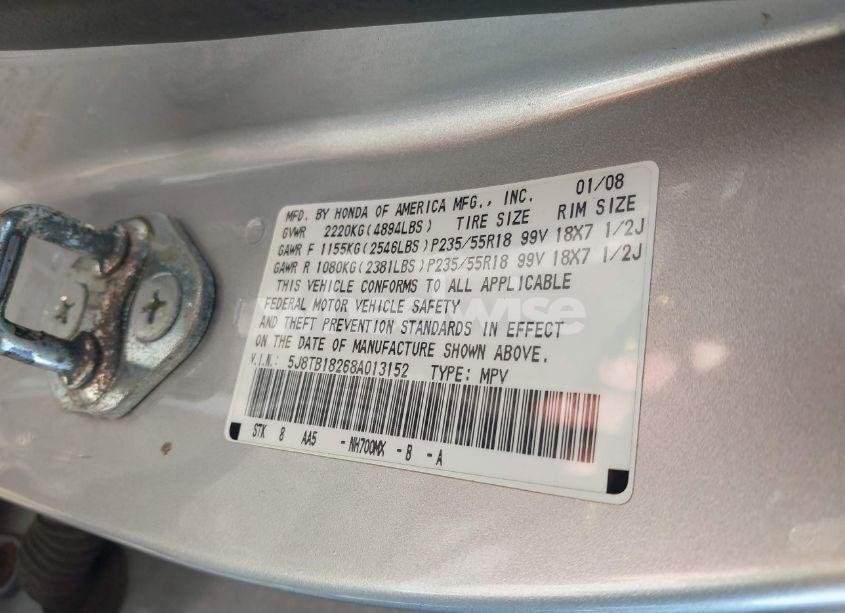 MFD. BY HONDA OF AMERICA MFG., INC. 01/08
GVWR 2220KG(4894LBS) TIRE SIZE RIM SIZE
GAWR F 1155KG(2546LBS)P235/55R18 99V 18X7 1/2J
GAWR R 1080KG(2381LBS)P235/55R18 99V 18X7 1/2J
THIS VEHICLE CONFORMS TO ALL APPLICABLE
FEDERAL MOTOR VEHICLE SAFETY
AND THEFT PREVENTION STANDARDS IN EFFECT
ON THE DATE OF MANUFACTURE SHOWN ABOVE.
V.I.N.: 5J8TB18268A013152 TYPE: MPV
STK 8 AA5 -NH700MX -B -A